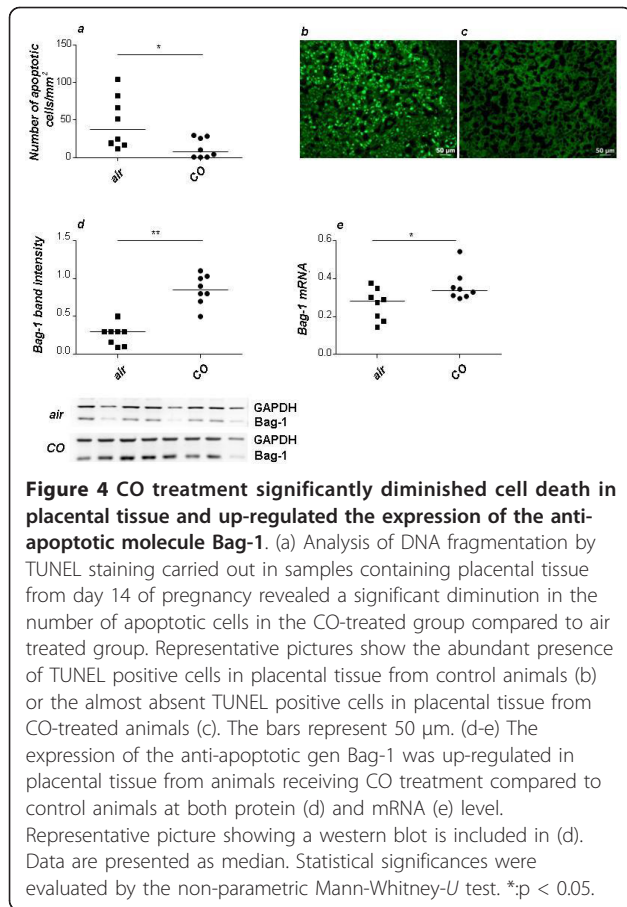 a
b
c
*
Number of apoptotic
cells/mm²
150
100
50
0
air
CO
50 µm
50 µm
d
e
**
Bag-1 band intensity
1.5
1.0
0.5
0.0
air
CO
*
Bag-1 mRNA
0.6
0.4
0.2
0.0
air
CO
air
GAPDH
Bag-1
CO
GAPDH
Bag-1
Figure 4 CO treatment significantly diminished cell death in
placental tissue and up-regulated the expression of the anti-
apoptotic molecule Bag-1. (a) Analysis of DNA fragmentation by
TUNEL staining carried out in samples containing placental tissue
from day 14 of pregnancy revealed a significant diminution in the
number of apoptotic cells in the CO-treated group compared to air
treated group. Representative pictures show the abundant presence
of TUNEL positive cells in placental tissue from control animals (b)
or the almost absent TUNEL positive cells in placental tissue from
CO-treated animals (c). The bars represent 50 µm. (d-e) The
expression of the anti-apoptotic gen Bag-1 was up-regulated in
placental tissue from animals receiving CO treatment compared to
control animals at both protein (d) and mRNA (e) level.
Representative picture showing a western blot is included in (d).
Data are presented as median. Statistical significances were
evaluated by the non-parametric Mann-Whitney-U test. *:p < 0.05.